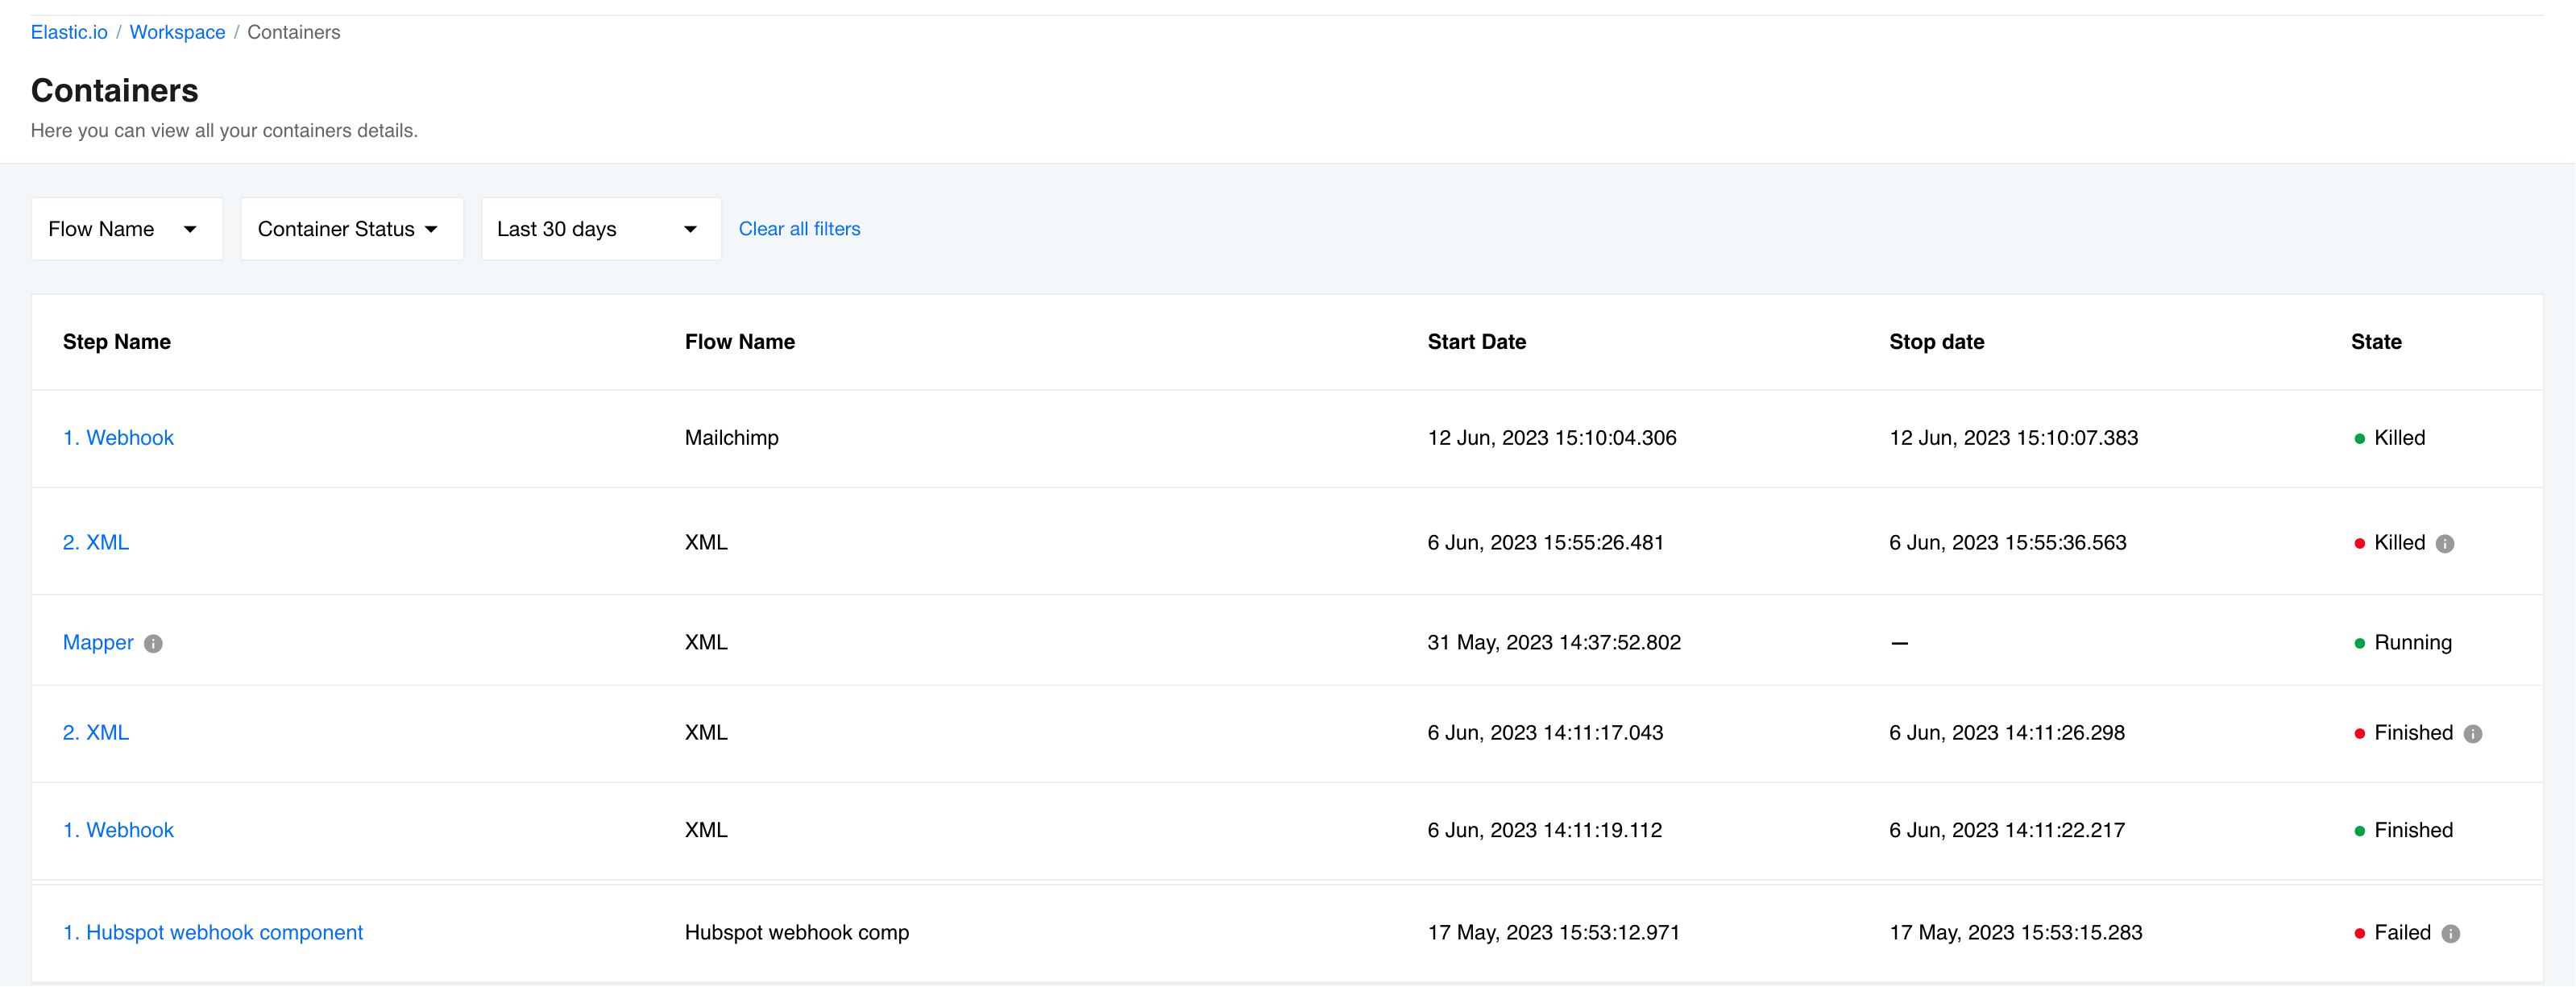 Elastic.io / Workspace / Containers
Containers
Here you can view all your containers details.
Flow Name Container Status Last 30 days Clear all filters
Step Name Flow Name Start Date Stop date State
1. Webhook Mailchimp 12 Jun, 2023 15:10:04.306 12 Jun, 2023 15:10:07.383 Killed
2. XML XML 6 Jun, 2023 15:55:26.481 6 Jun, 2023 15:55:36.563 Killed
Mapper XML 31 May, 2023 14:37:52.802 — Running
2. XML XML 6 Jun, 2023 14:11:17.043 6 Jun, 2023 14:11:26.298 Finished
1. Webhook XML 6 Jun, 2023 14:11:19.112 6 Jun, 2023 14:11:22.217 Finished
1. Hubspot webhook component Hubspot webhook comp 17 May, 2023 15:53:12.971 17 May, 2023 15:53:15.283 Failed